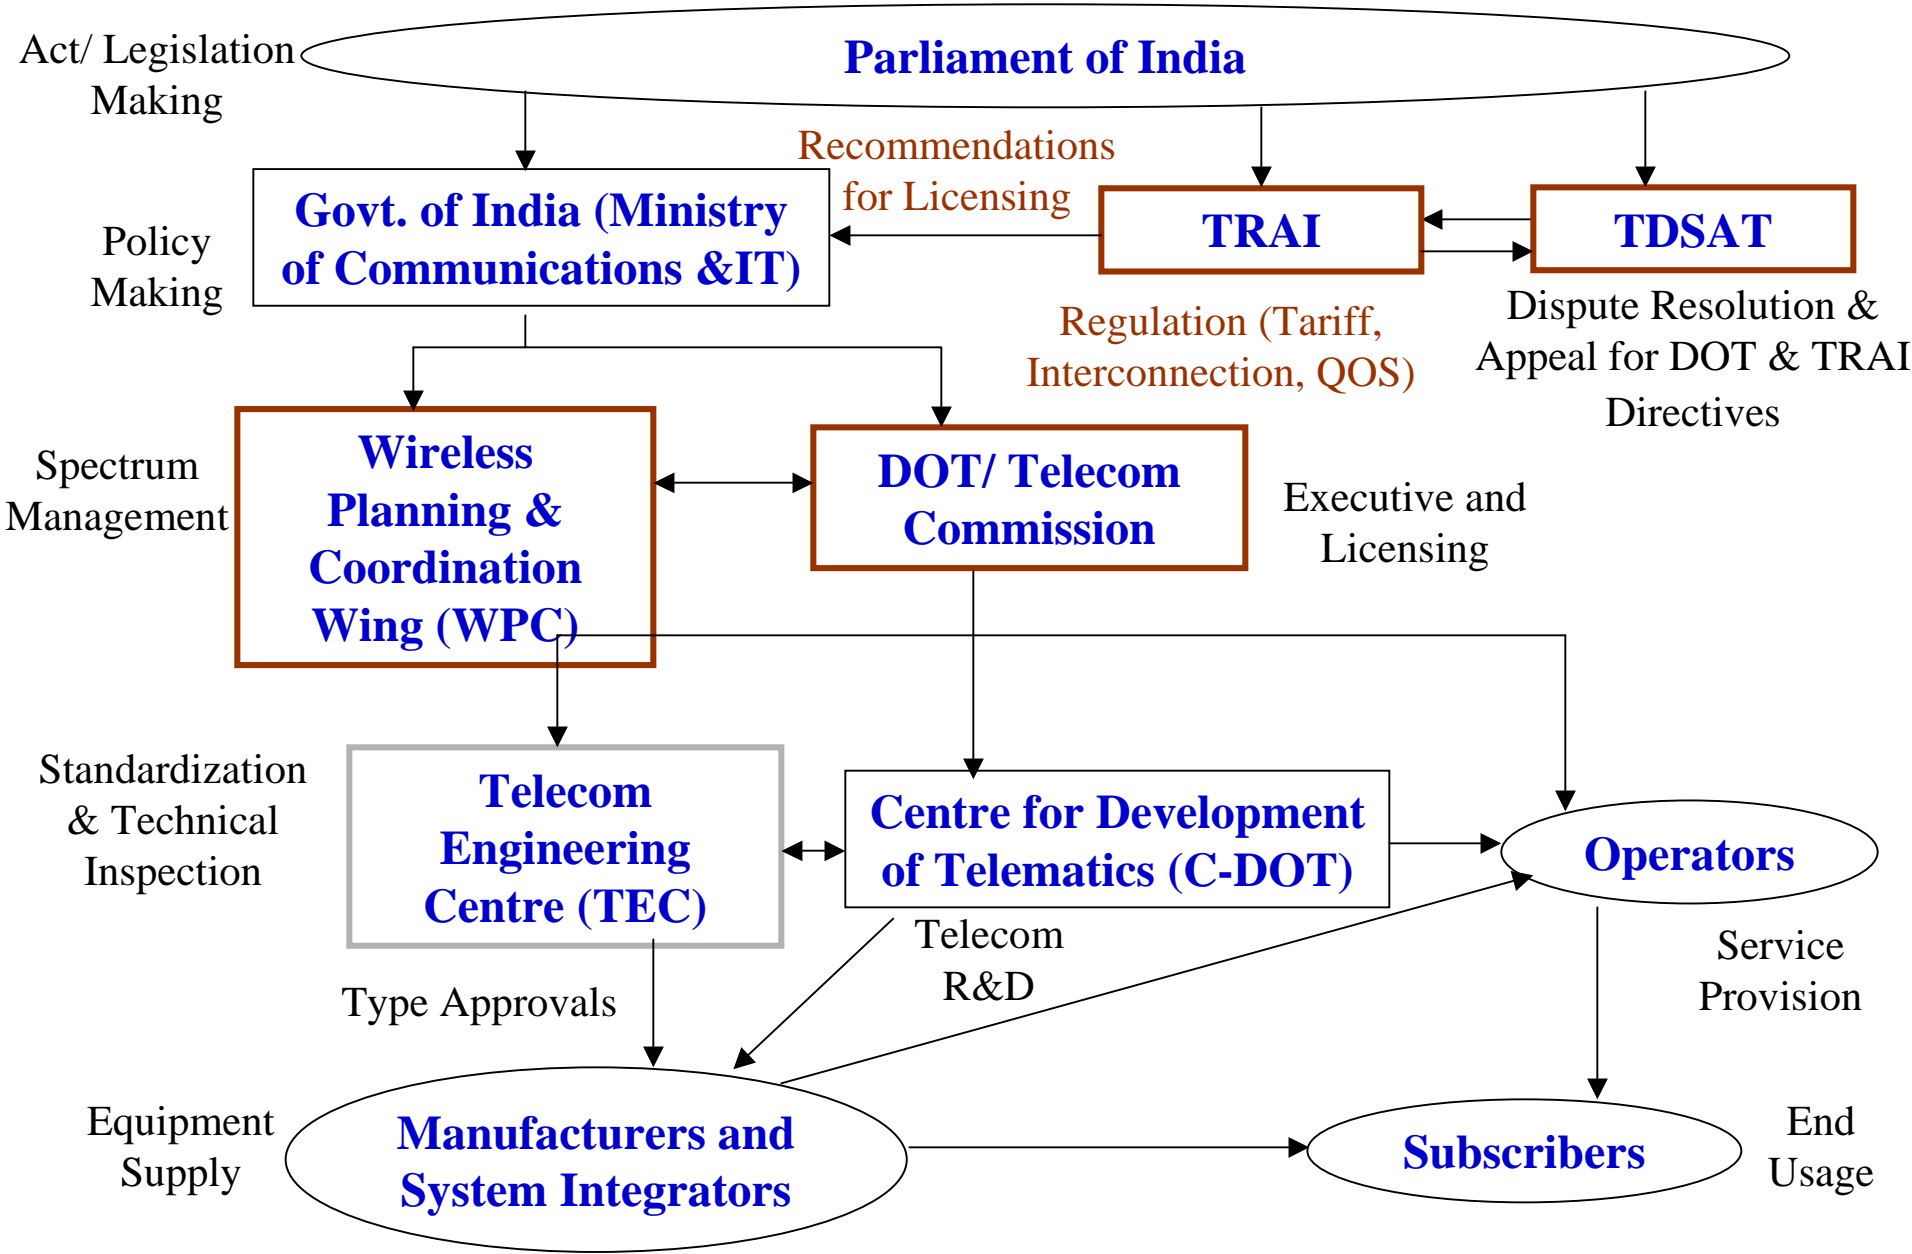 Act/ Legislation
Making
Parliament of India
Recommendations
for Licensing
Policy
Making
Govt. of India (Ministry
of Communications &IT)
TRAI
TDSAT
Regulation (Tariff,
Interconnection, QOS)
Dispute Resolution &
Appeal for DOT & TRAI
Directives
Spectrum
Management
Wireless
Planning &
Coordination
Wing (WPC)
DOT/ Telecom
Commission
Executive and
Licensing
Standardization
& Technical
Inspection
Telecom
Engineering
Centre (TEC)
Centre for Development
of Telematics (C-DOT)
Operators
Type Approvals
Telecom
R&D
Service
Provision
Equipment
Supply
Manufacturers and
System Integrators
Subscribers
End
Usage